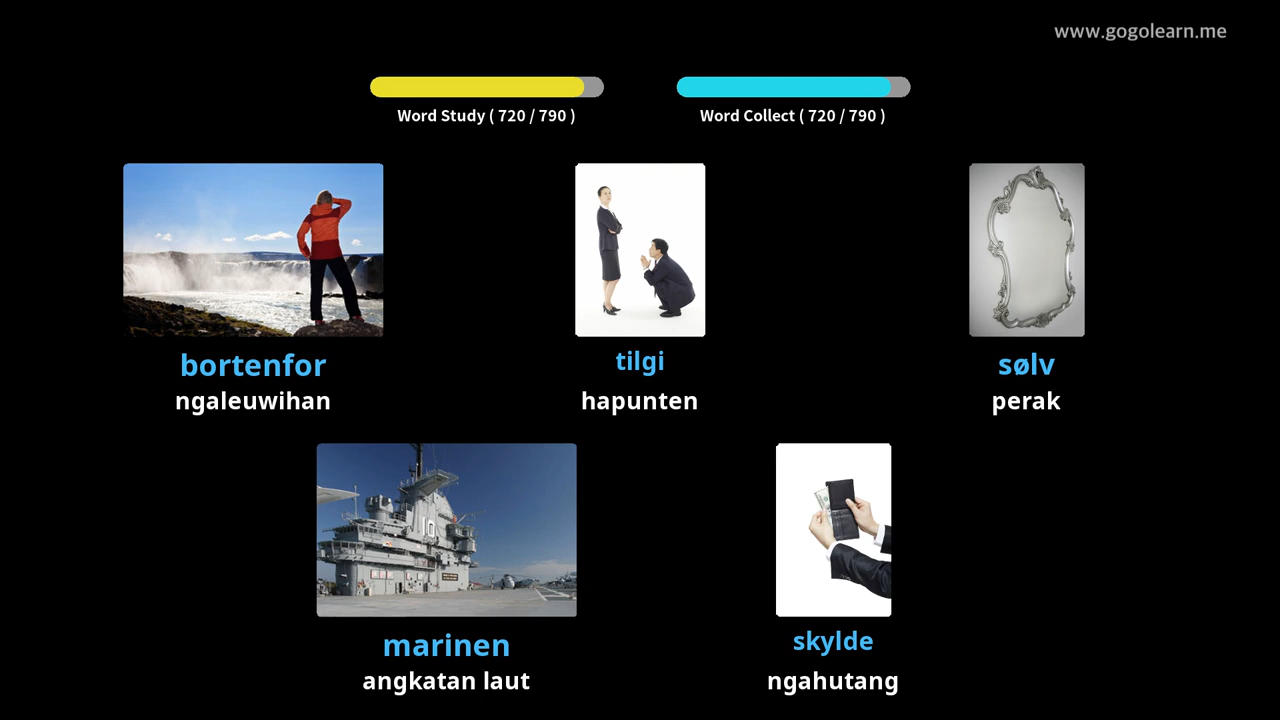 www.gogolearn.me
Word Study ( 720 / 790 )
Word Collect ( 720 / 790 )
bortenfor
ngaleuwihan
tilgi
hapunten
sølv
perak
10
marinen
angkatan laut
skylde
ngahutang